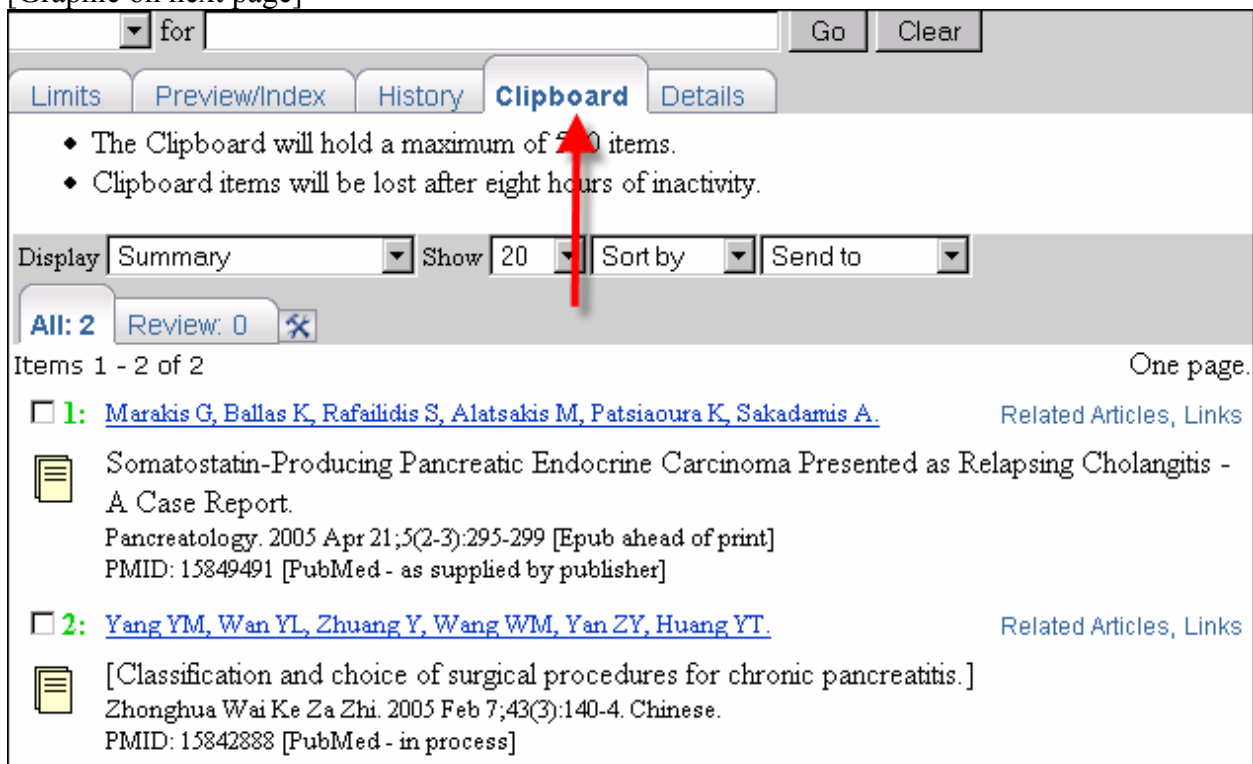 [Graphic on next page]
for Go Clear
Limits Preview/Index History Clipboard Details
• The Clipboard will hold a maximum of items.
• Clipboard items will be lost after eight hours of inactivity.
Display Summary Show 20 Sort by Send to
All: 2 Review: 0
Items 1 - 2 of 2 One page.
1: Marakis G, Ballas K, Rafailidis S, Alatsakis M, Patsiaoura K, Sakadamis A. Related Articles, Links
Somatostatin-Producing Pancreatic Endocrine Carcinoma Presented as Relapsing Cholangitis -
A Case Report.
Pancreatology. 2005 Apr 21;5(2-3):295-299 [Epub ahead of print]
PMID: 15849491 [PubMed - as supplied by publisher]
2: Yang YM, Wan YL, Zhuang Y, Wang WM, Yan ZY, Huang YT. Related Articles, Links
[Classification and choice of surgical procedures for chronic pancreatitis.]
Zhonghua Wai Ke Za Zhi. 2005 Feb 7;43(3):140-4. Chinese.
PMID: 15842888 [PubMed - in process]